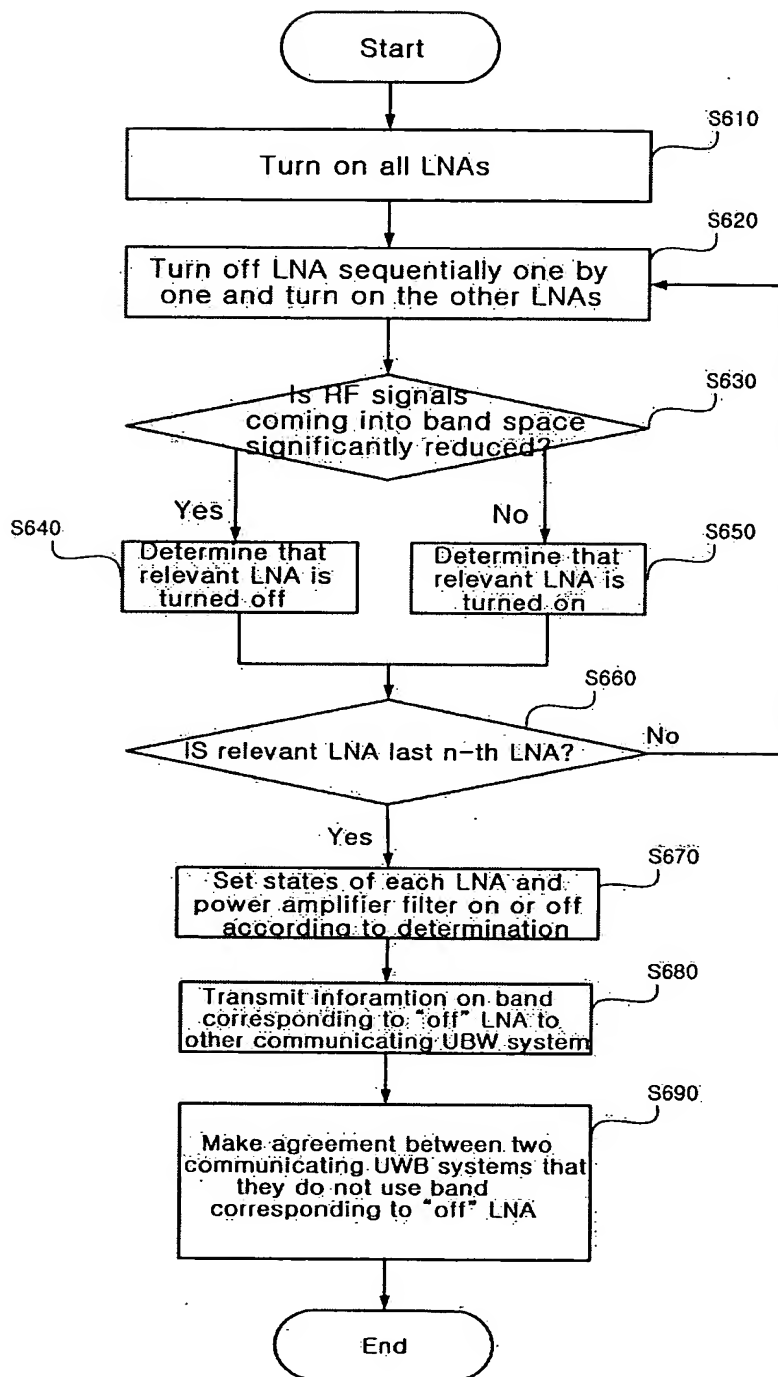 Start
S610
Turn on all LNAs
S620
Turn off LNA sequentially one by
one and turn on the other LNAs
S630
Is RF signals
coming into band space
significantly reduced?
Yes
No
S640
Determine that
relevant LNA is
turned off
S650
Determine that
relevant LNA is
turned on
S660
IS relevant LNA last n-th LNA?
No
Yes
S670
Set states of each LNA and
power amplifier filter on or off
according to determination
S680
Transmit inforamtion on band
corresponding to "off" LNA to
other communicating UBW system
S690
Make agreement between two
communicating UWB systems that
they do not use band
corresponding to "off" LNA
End